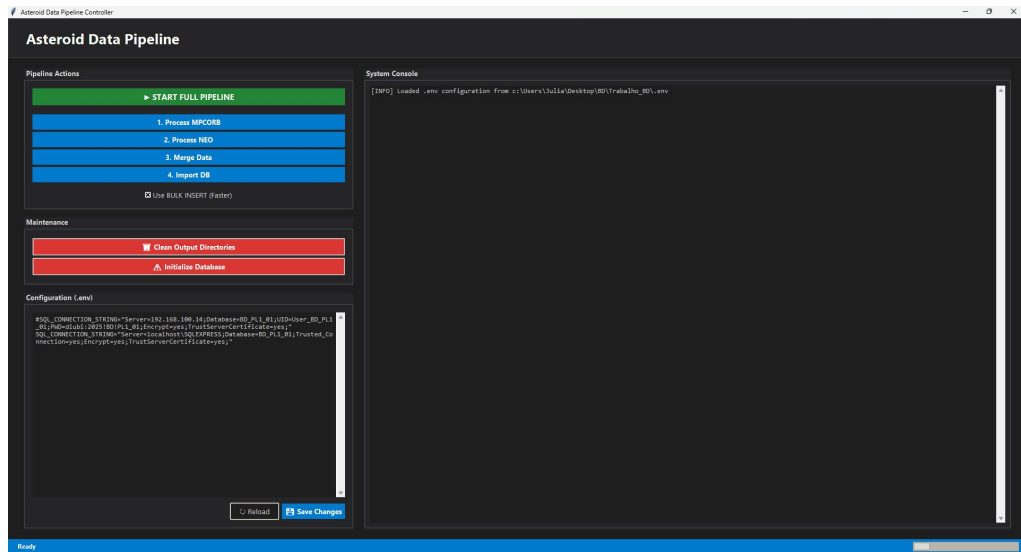 Asteroid Data Pipeline Controller
Asteroid Data Pipeline
Pipeline Actions
► START FULL PIPELINE
1. Process MPCORB
2. Process NEO
3. Merge Data
4. Import DB
Use BULK INSERT (Faster)
Maintenance
Clean Output Directories
Initialize Database
Configuration (.env)
#SQL_CONNECTION_STRING="Server=192.168.100.14;Database=BD_PL1_01;UID=User_BD_PL1
_01;PWD=diubi:2025!BD!PL1_01;Encrypt=yes;TrustServerCertificate=yes;"
SQL_CONNECTION_STRING="Server=localhost\SQLEXPRESS;Database=BD_PL1_01;Trusted_Co
nnection=yes;Encrypt=yes;TrustServerCertificate=yes;"
Reload
Save Changes
System Console
[INFO] Loaded .env configuration from c:\Users\Julia\Desktop\BD\Trabalho_BD\.env
Ready